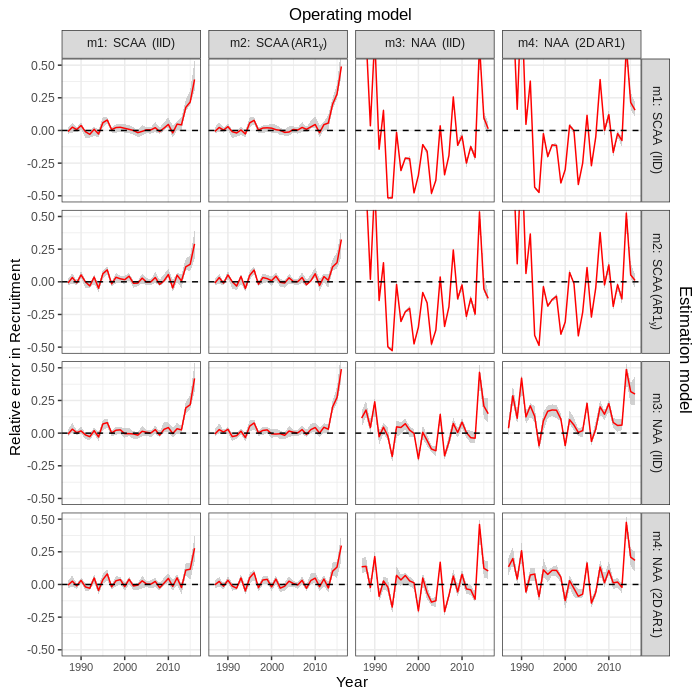 Operating model
m1: SCAA (IID)
m2: SCAA (AR1y)
m3: NAA (IID)
m4: NAA (2D AR1)
Relative error in Recruitment
0.50
0.25
0.00
-0.25
-0.50
m1: SCAA (IID)
0.50
0.25
0.00
-0.25
-0.50
m2: SCAA (AR1y)
0.50
0.25
0.00
-0.25
-0.50
m3: NAA (IID)
0.50
0.25
0.00
-0.25
-0.50
m4: NAA (2D AR1)
Estimation model
1990 2000 2010
1990 2000 2010
1990 2000 2010
1990 2000 2010
Year